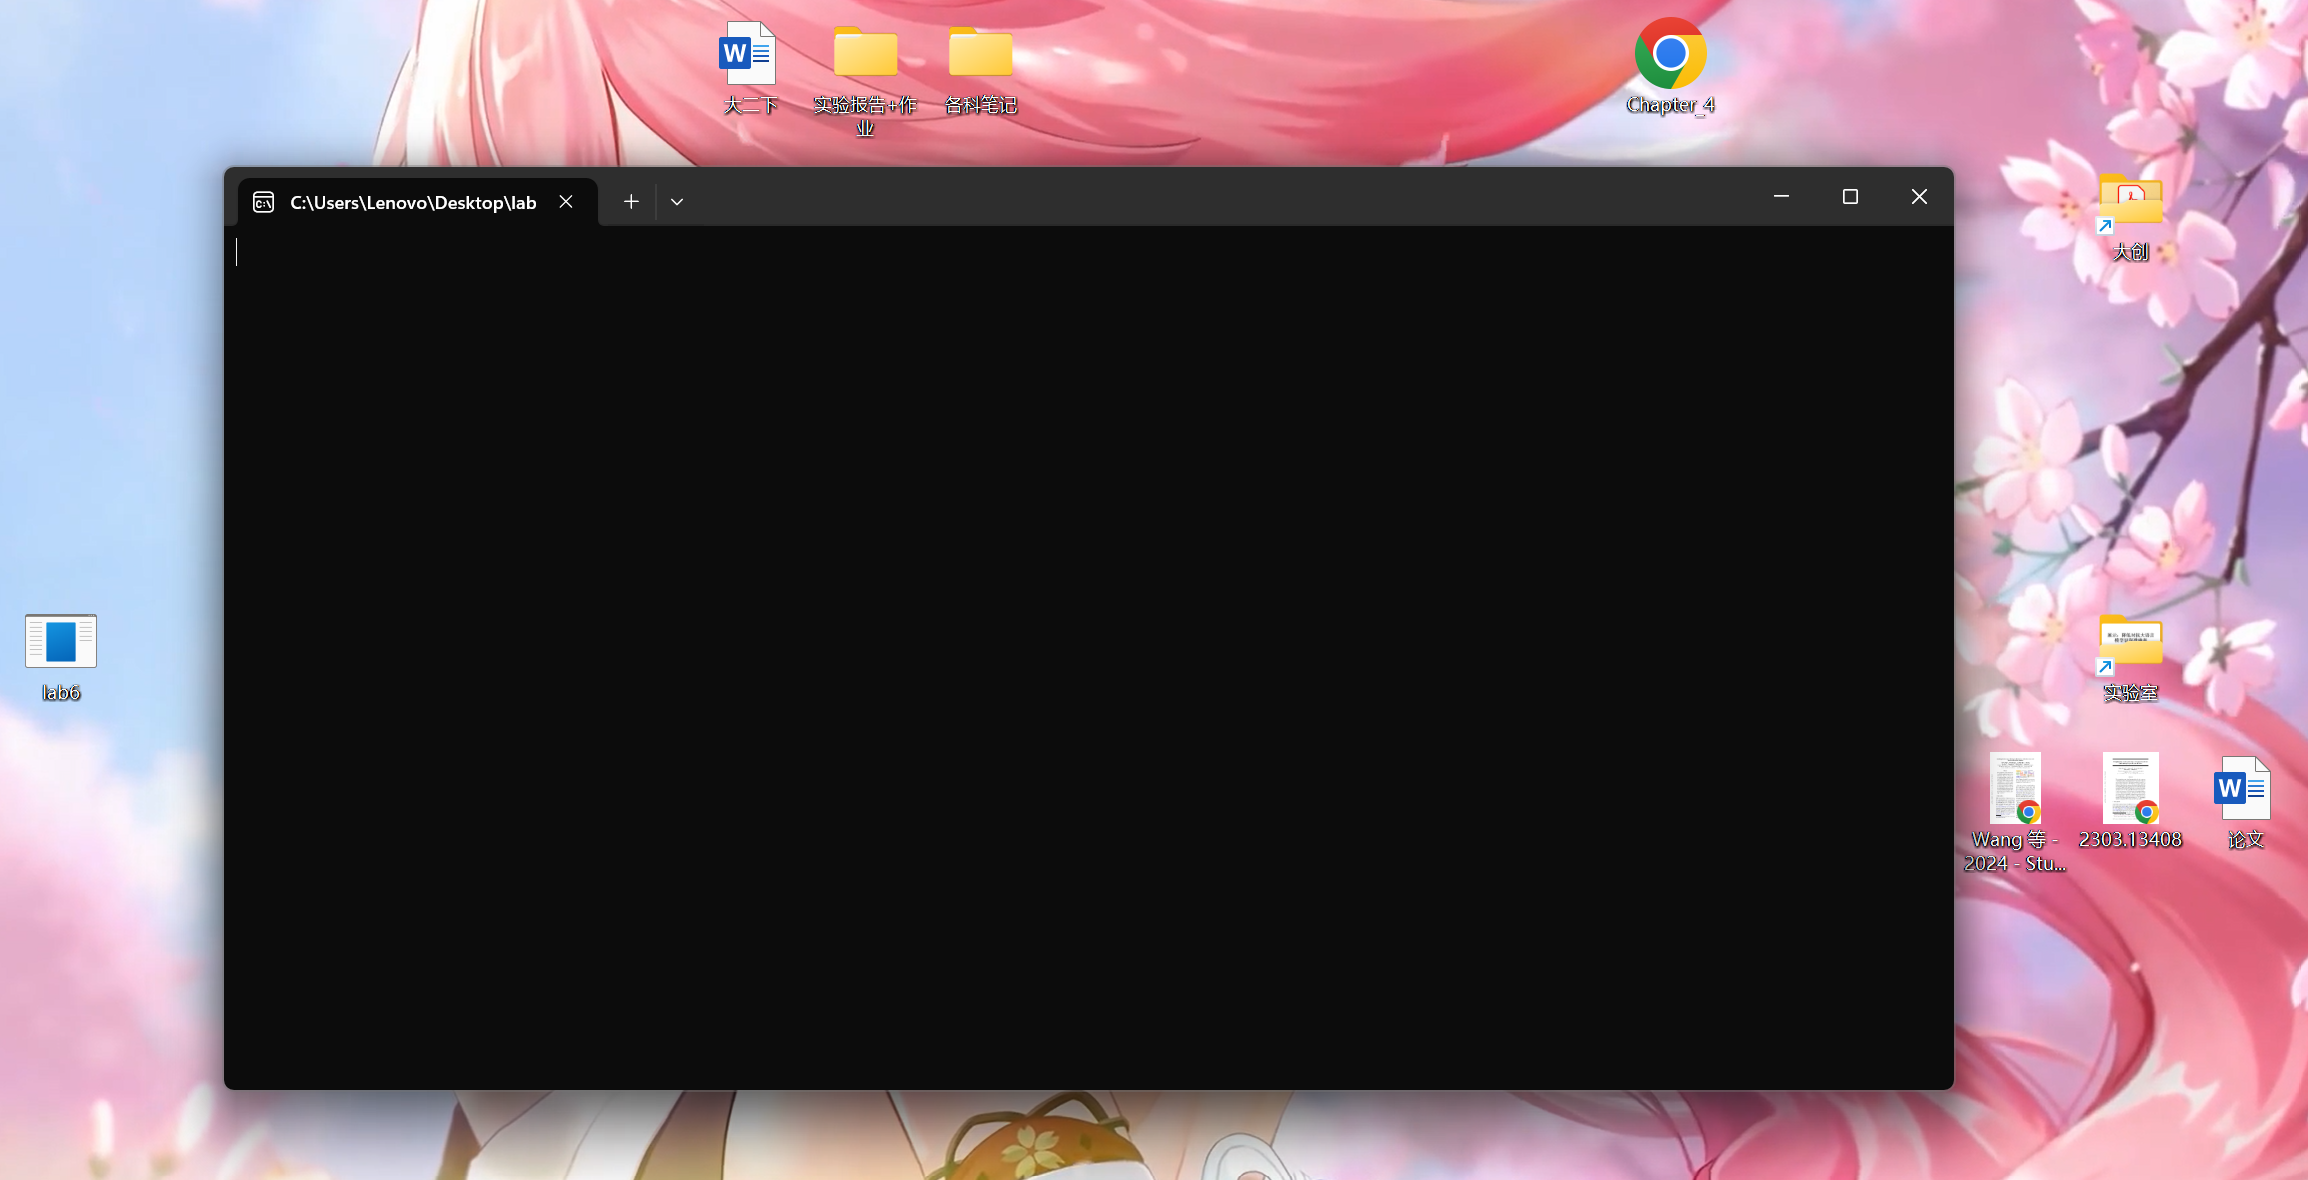 大二下
实验报告+作
业
各科笔记
Chapter_4
C:\Users\Lenovo\Desktop\lab
大创
lab6
实验室
Wang 等 -
2024 - Stu...
2303.13408
论文